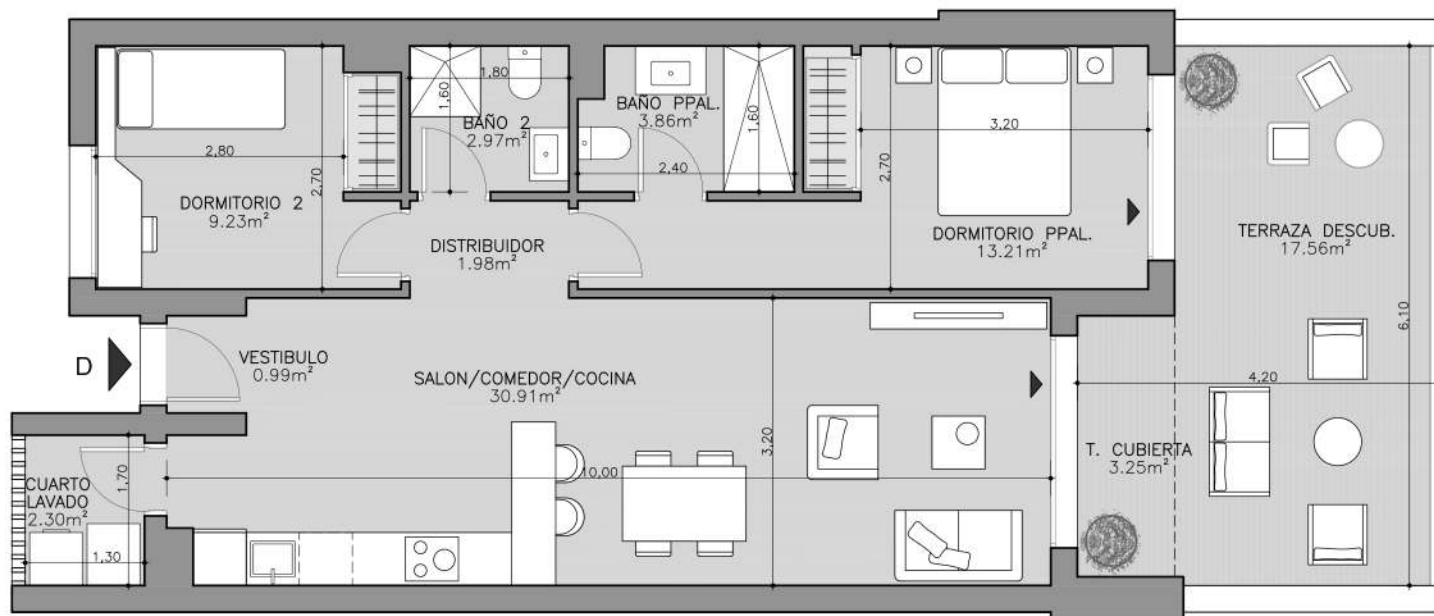 1,80
1,60
BAÑO 2
2.97m²
BAÑO PPAL.
3.86m²
1,60
2,40
3,20
2,80
2,70
2,70
DORMITORIO 2
9.23m²
DISTRIBUIDOR
1.98m²
DORMITORIO PPAL.
13.21m²
TERRAZA DESCUB.
17.56m²
6,10
D
VESTIBULO
0.99m²
SALON/COMEDOR/COCINA
30.91m²
4,20
3,20
T. CUBIERTA
3.25m²
1,70
10,00
CUARTO
LAVADO
2.30m²
1,30